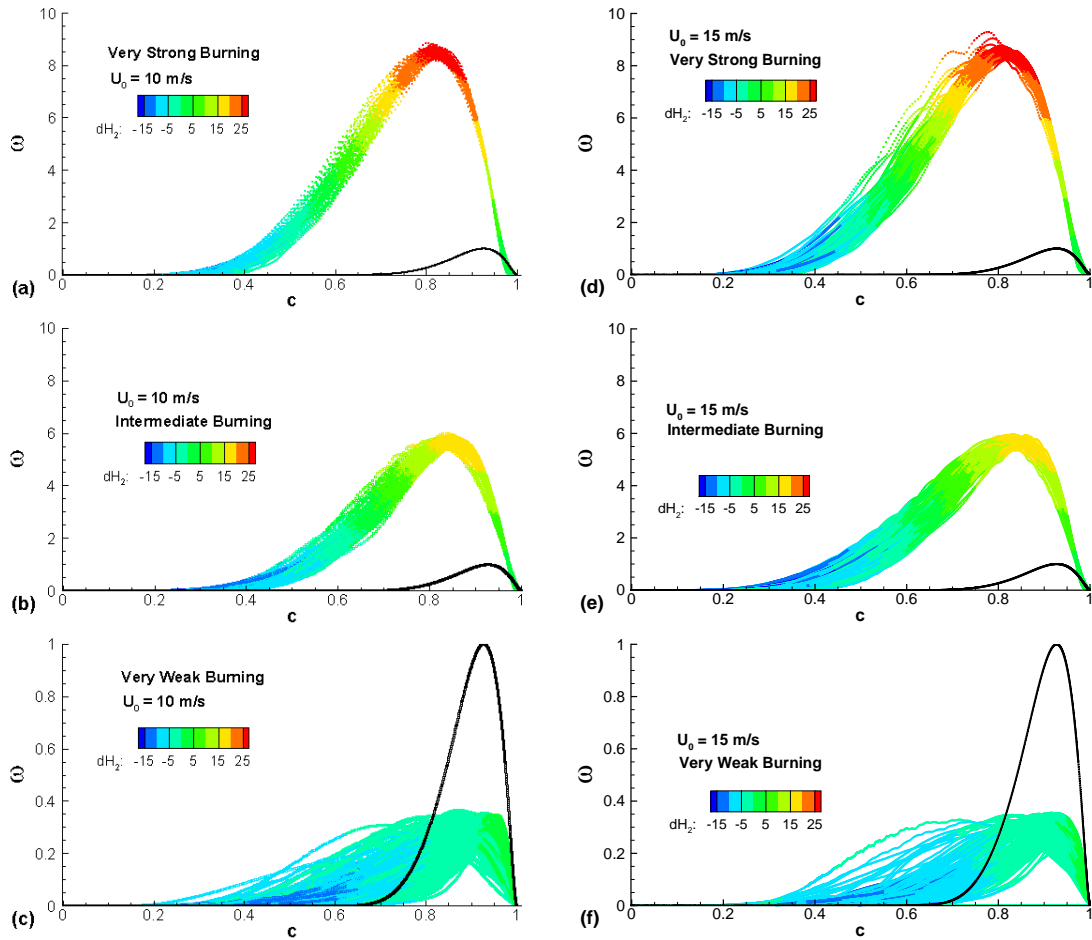 10
Very Strong Burning
U₀ = 10 m/s
8
dH₂: -15 -5 5 15 25
6
ω
4
2
0
0 0.2 0.4 0.6 0.8 1
(a)
c
10
U₀ = 15 m/s
Very Strong Burning
8
dH₂: -15 -5 5 15 25
6
ω
4
2
0
0 0.2 0.4 0.6 0.8 1
(d)
c
10
8
U₀ = 10 m/s
Intermediate Burning
6
dH₂: -15 -5 5 15 25
ω
4
2
0
0 0.2 0.4 0.6 0.8 1
(b)
c
10
8
U₀ = 15 m/s
Intermediate Burning
6
dH₂: -15 -5 5 15 25
ω
4
2
0
0 0.2 0.4 0.6 0.8 1
(e)
c
1
Very Weak Burning
U₀ = 10 m/s
0.8
dH₂: -15 -5 5 15 25
0.6
ω
0.4
0.2
0
0 0.2 0.4 0.6 0.8 1
(c)
c
1
0.8
U₀ = 15 m/s
Very Weak Burning
0.6
dH₂: -15 -5 5 15 25
ω
0.4
0.2
0
0 0.2 0.4 0.6 0.8 1
(f)
c